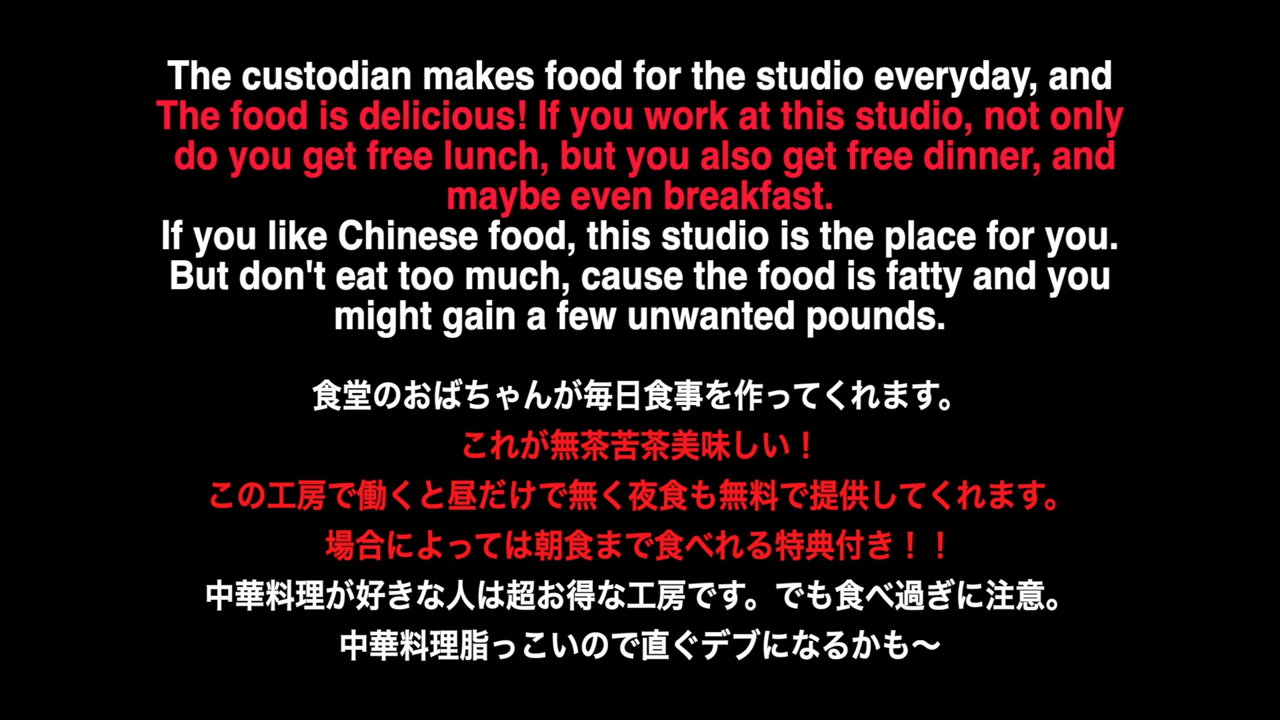 The custodian makes food for the studio everyday, and
The food is delicious! If you work at this studio, not only
do you get free lunch, but you also get free dinner, and
maybe even breakfast.
If you like Chinese food, this studio is the place for you.
But don't eat too much, cause the food is fatty and you
might gain a few unwanted pounds.
食堂のおばちゃんが毎日食事を作ってくれます。
これが無茶苦茶美味しい！
この工房で働くと昼だけで無く夜食も無料で提供してくれます。
場合によっては朝食まで食べれる特典付き！！
中華料理が好きな人は超お得な工房です。でも食べ過ぎに注意。
中華料理脂っこいので直ぐデブになるかも〜